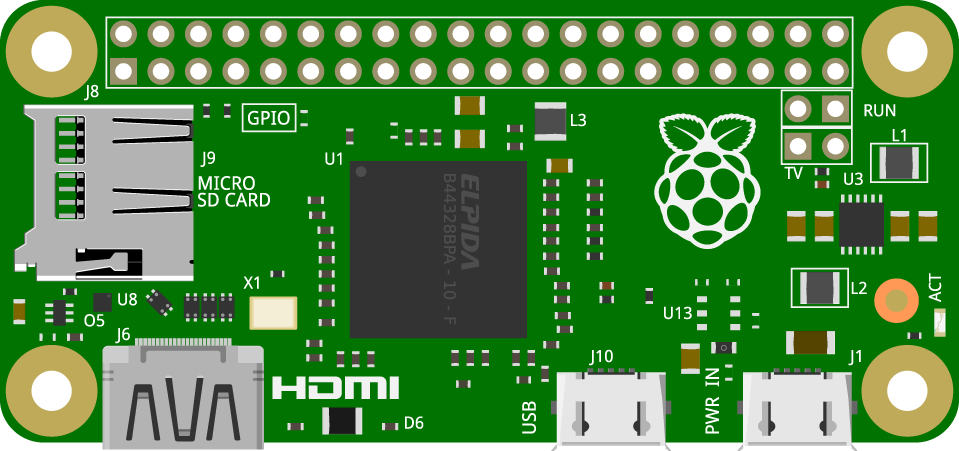 J8
GPIO
RUN
L3
L1
J9
U1
MICRO
SD CARD
TV
U3
ELPIDA
B44328BPA - 10 - F
X1
L2
ACT
U8
O5
U13
J6
J10
J1
HDMI
D6
USB
PWR IN